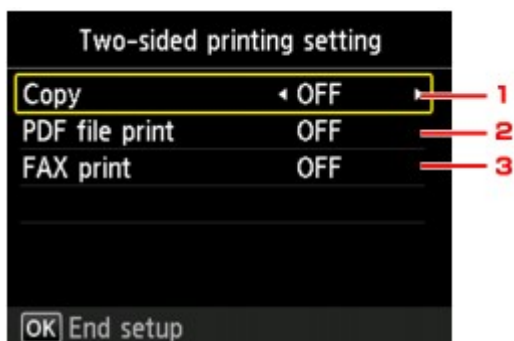 Two-sided printing setting
Copy OFF 1
PDF file print OFF 2
FAX print OFF 3
OK End setup